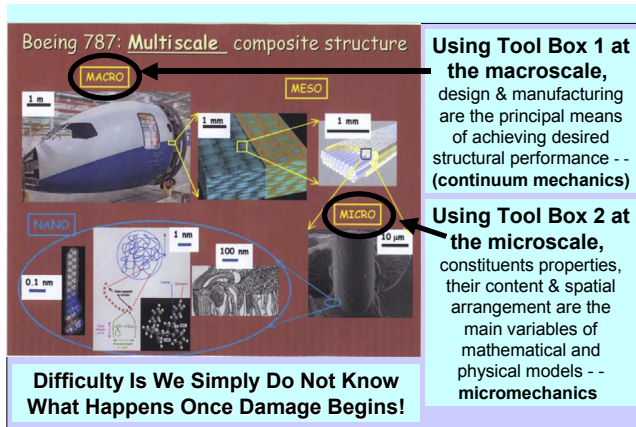 Boeing 787: Multiscale composite structure
MACRO
1 m
MESO
1 mm
1 mm
NANO
MICRO
1 nm
10 µm
100 nm
0,1 nm
Using Tool Box 1 at
the macroscale,
design & manufacturing
are the principal means
of achieving desired
structural performance - -
(continuum mechanics)
Using Tool Box 2 at
the microscale,
constituents properties,
their content & spatial
arrangement are the
main variables of
mathematical and
physical models - -
micromechanics
Difficulty Is We Simply Do Not Know
What Happens Once Damage Begins!